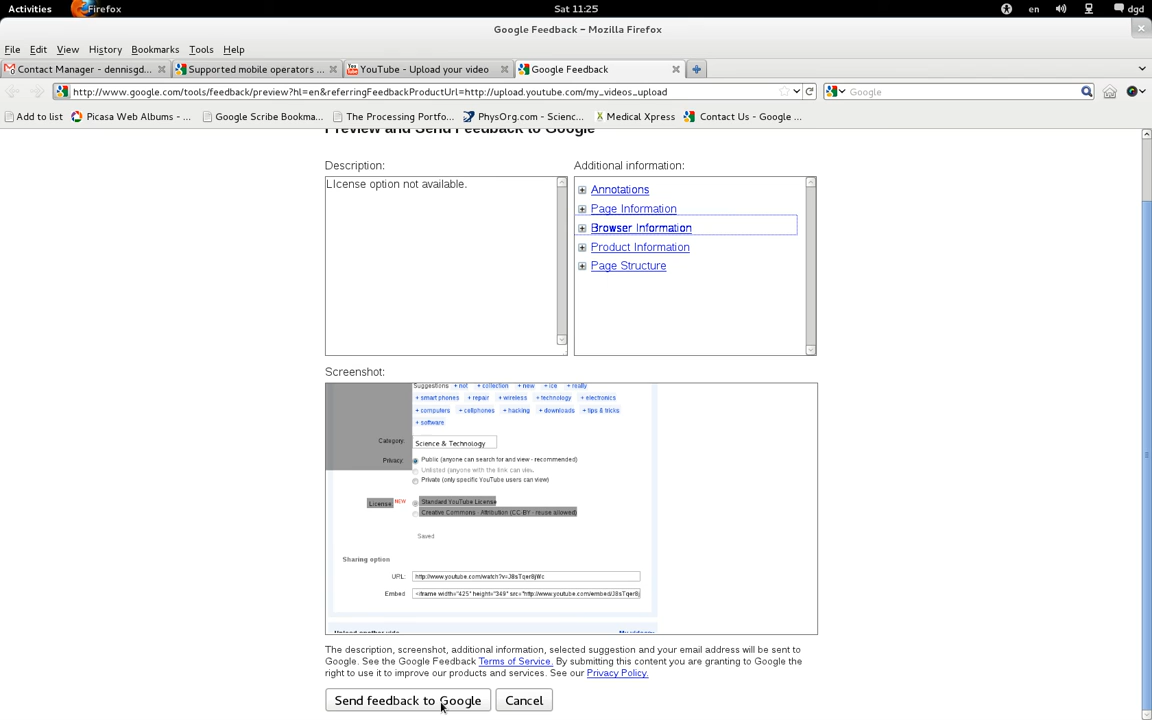 Activities
Firefox
Sat 11:25
en
dgd
Google Feedback - Mozilla Firefox
File Edit View History Bookmarks Tools Help
Contact Manager - dennisgd...
Supported mobile operators ...
YouTube - Upload your video
Google Feedback
http://www.google.com/tools/feedback/preview?hl=en&referringFeedbackProductUrl=http://upload.youtube.com/my_videos_upload
Google
Add to list
Picasa Web Albums - ...
Google Scribe Bookma...
The Processing Portfo...
PhysOrg.com - Scienc...
Medical Xpress
Contact Us - Google ...
Preview and Send Feedback to Google
Description:
LIcense option not available.
Additional information:
Annotations
Page Information
Browser Information
Product Information
Page Structure
Screenshot:
Suggestions + not + collection + new + ice + really
+ smart phones + repair + wireless + technology + electronics
+ computers + cellphones + hacking + downloads + tips & tricks
+ software
Category: Science & Technology
Privacy: Public (anyone can search for and view - recommended)
Unlisted (anyone with the link can view
Private (only specific YouTube users can view)
License NEW Standard YouTube License
Creative Commons - Attribution (CC-BY - reuse allowed)
Saved
Sharing option
URL:
Embed
Upload another video
My videos
The description, screenshot, additional information, selected suggestion and your email address will be sent to
Google. See the Google Feedback Terms of Service. By submitting this content you are granting to Google the
right to use it to improve our products and services. See our Privacy Policy.
Send feedback to Google
Cancel